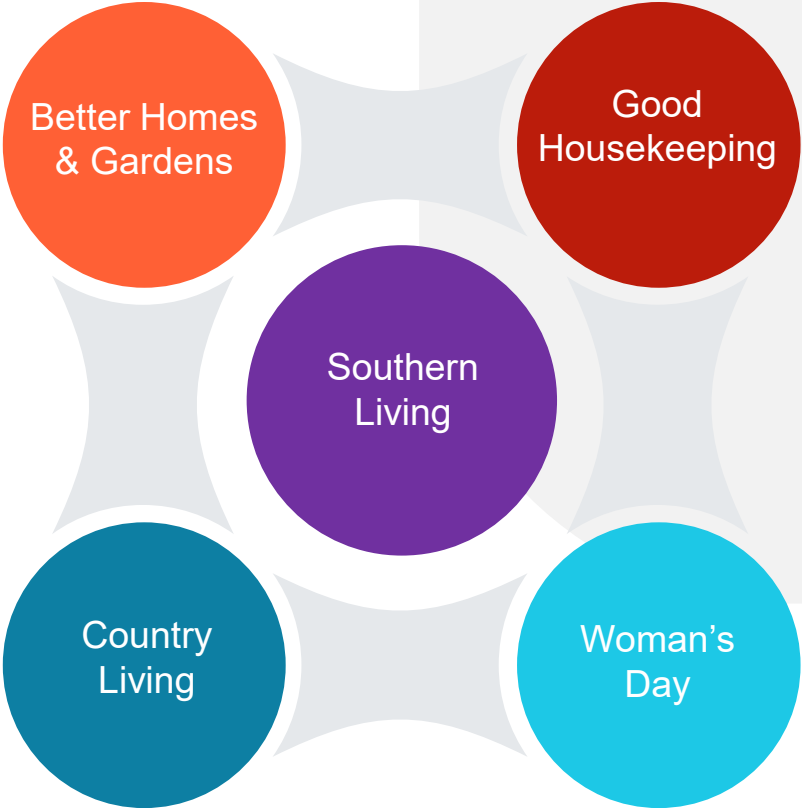 Better Homes
& Gardens
Good
Housekeeping
Southern
Living
Country
Living
Woman’s
Day